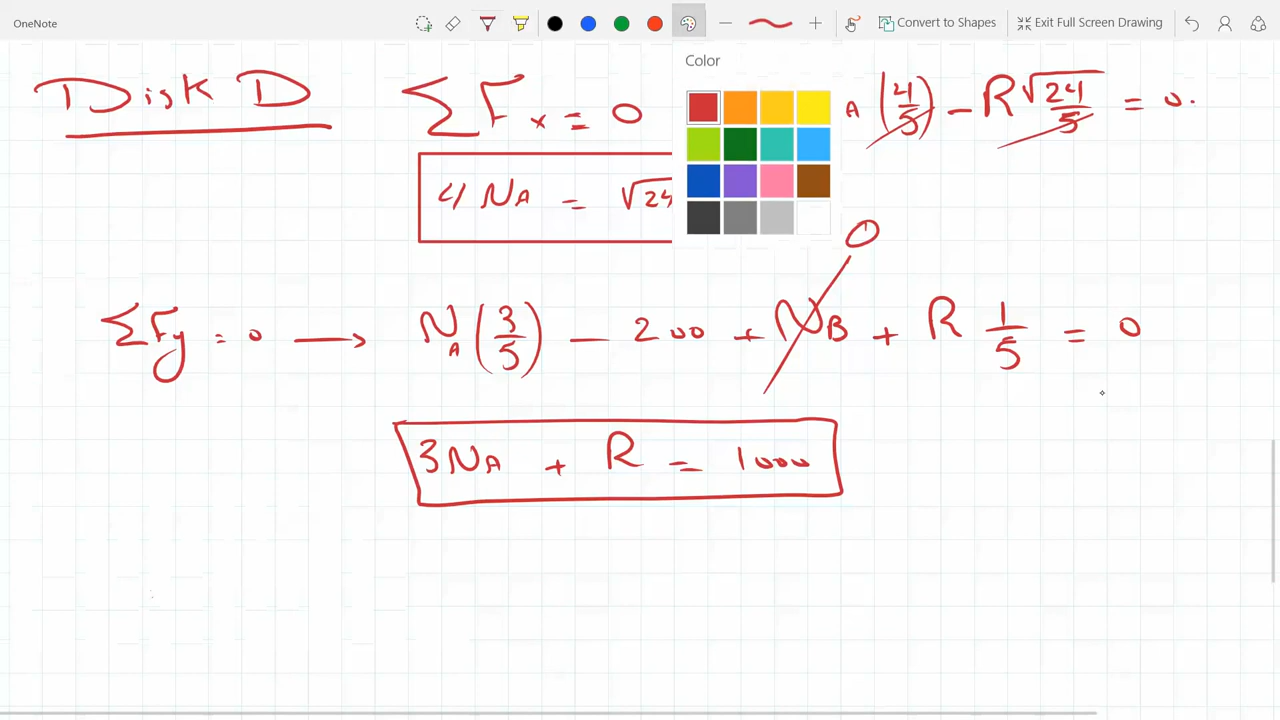 OneNote
Convert to Shapes
Exit Full Screen Drawing
Color
Disk D
ΣFx = 0
A (4/5) - R √24/5 = 0.
4 NA = √24
0
ΣFy = 0 → NA (3/5) - 200 + NB + R 1/5 = 0
3NA + R = 1000